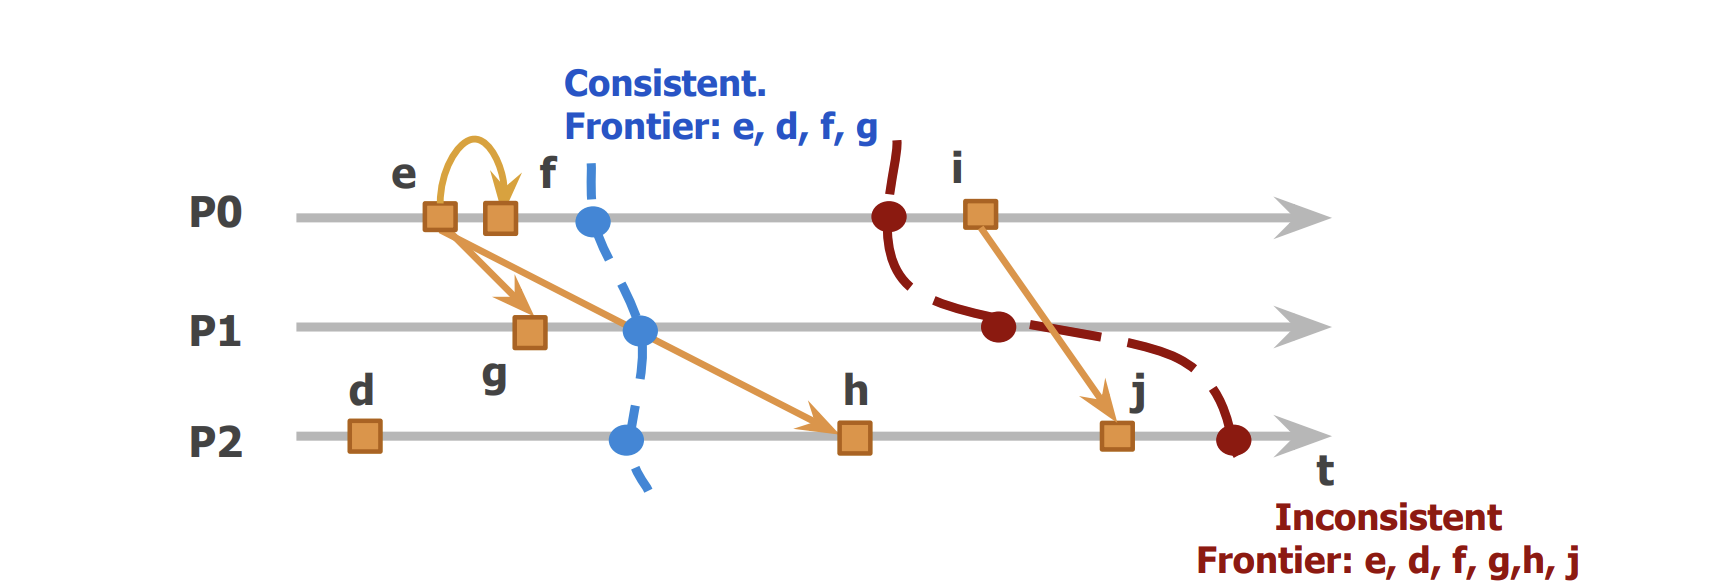 Consistent.
Frontier: e, d, f, g
e
f
i
P0
P1
g
d
h
j
P2
t
Inconsistent
Frontier: e, d, f, g,h, j